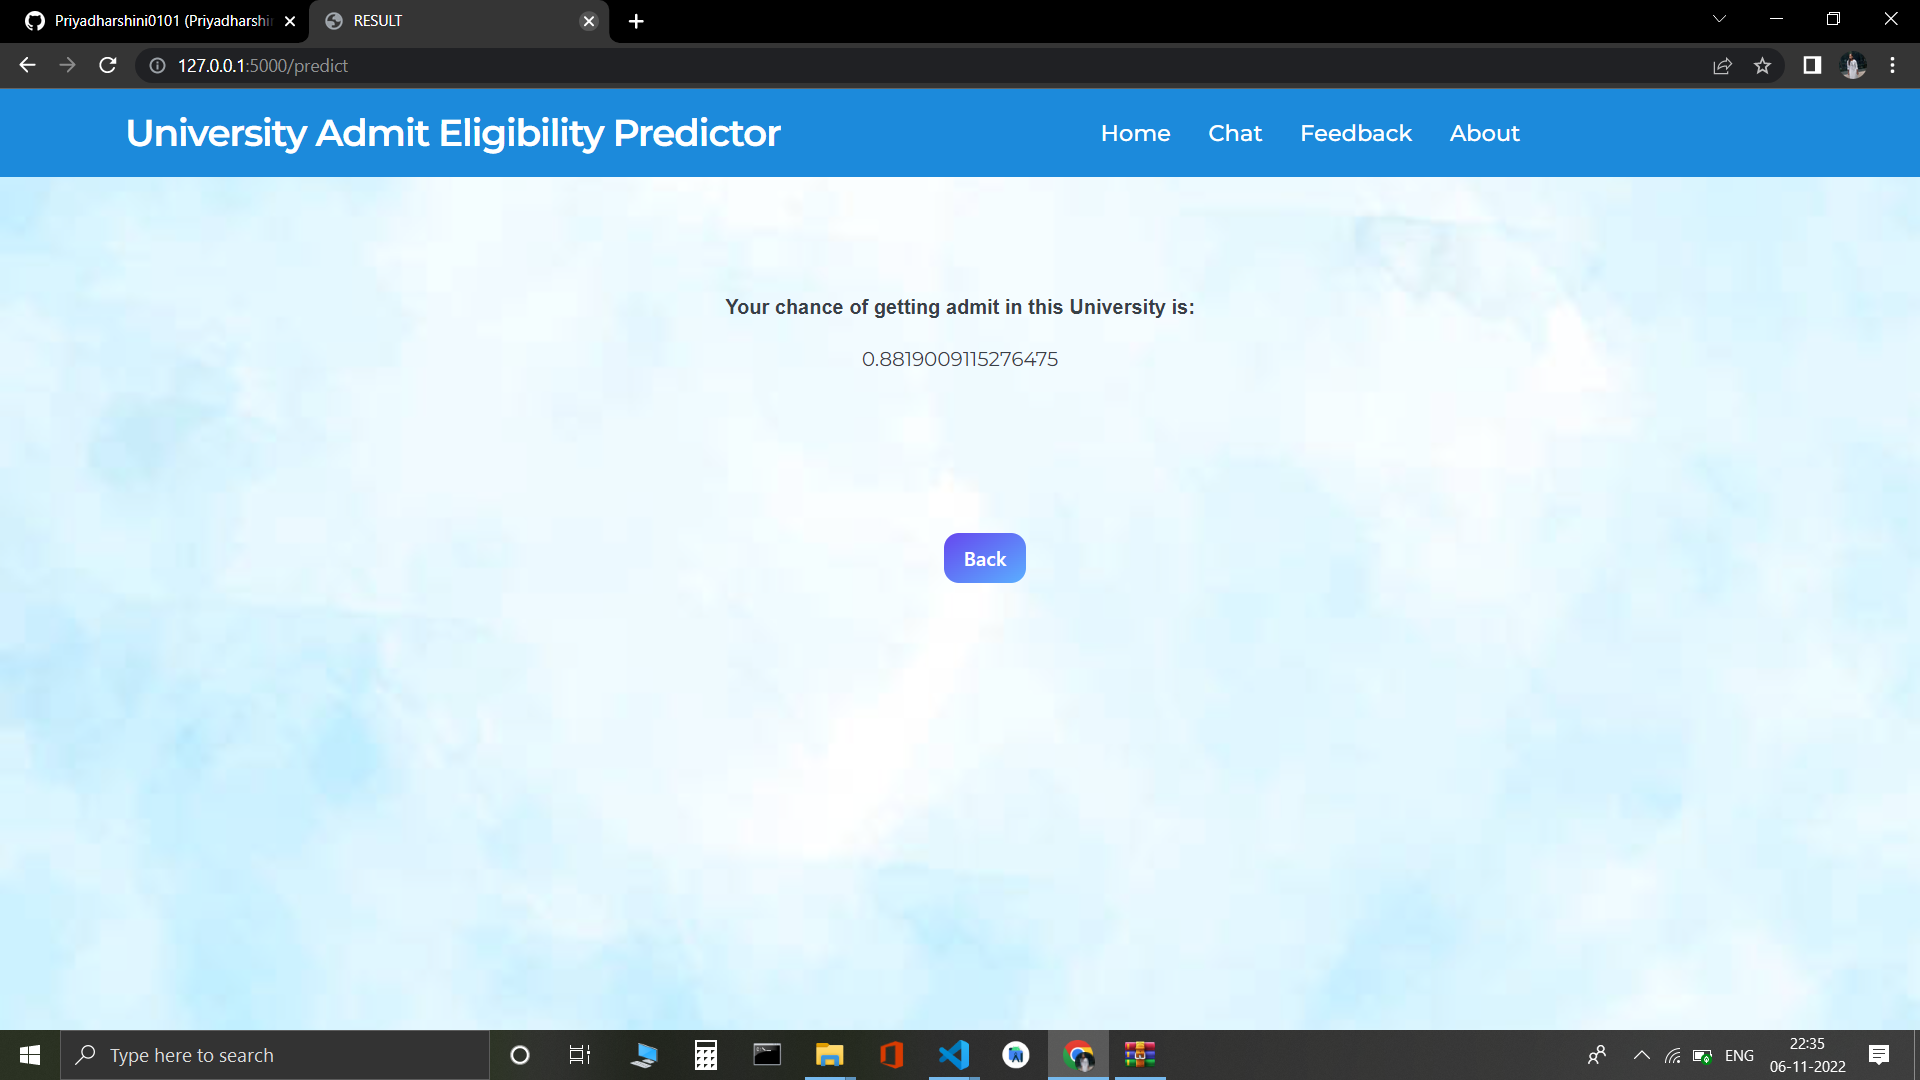 Priyadharshini0101 (Priyadharshi
RESULT
127.0.0.1:5000/predict
University Admit Eligibility Predictor
Home
Chat
Feedback
About
Your chance of getting admit in this University is:
0.8819009115276475
Back
Type here to search
ENG
22:35
06-11-2022